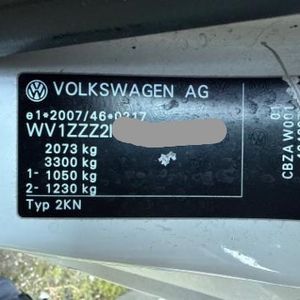 VOLKSWAGEN AG
e1*2007/46*0217
WV1ZZZ2
2073 kg
3300 kg
1- 1050 kg
2- 1230 kg
Typ 2KN
01
CBZA